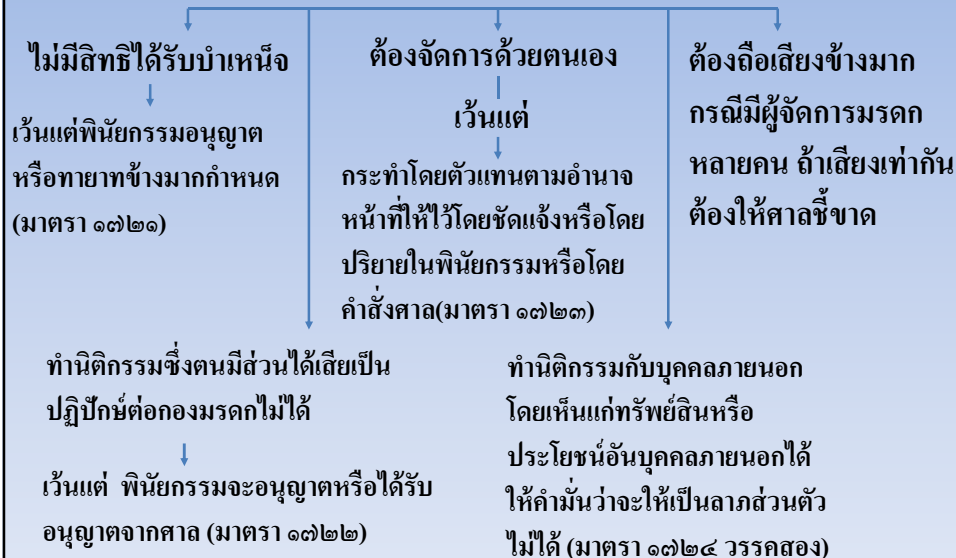 ไม่มีสิทธิได้รับบำเหน็จ
เว้นแต่พินัยกรรมอนุญาต
หรือทายาทข้างมากกำหนด
(มาตรา ๑๗๒๑)
ต้องจัดการด้วยตนเอง
เว้นแต่
กระทำโดยตัวแทนตามอำนาจ
หน้าที่ให้ไว้โดยชัดแจ้งหรือโดย
ปริยายในพินัยกรรมหรือโดย
คำสั่งศาล(มาตรา ๑๗๒๓)
ต้องถือเสียงข้างมาก
กรณีมีผู้จัดการมรดก
หลายคน ถ้าเสียงเท่ากัน
ต้องให้ศาลชี้ขาด
ทำนิติกรรมซึ่งตนมีส่วนได้เสียเป็น
ปฏิปักษ์ต่อกองมรดกไม่ได้
เว้นแต่ พินัยกรรมจะอนุญาตหรือได้รับ
อนุญาตจากศาล (มาตรา ๑๗๒๒)
ทำนิติกรรมกับบุคคลภายนอก
โดยเห็นแก่ทรัพย์สินหรือ
ประโยชน์อันบุคคลภายนอกได้
ให้คำมั่นว่าจะให้เป็นลาภส่วนตัว
ไม่ได้ (มาตรา ๑๗๒๔ วรรคสอง)